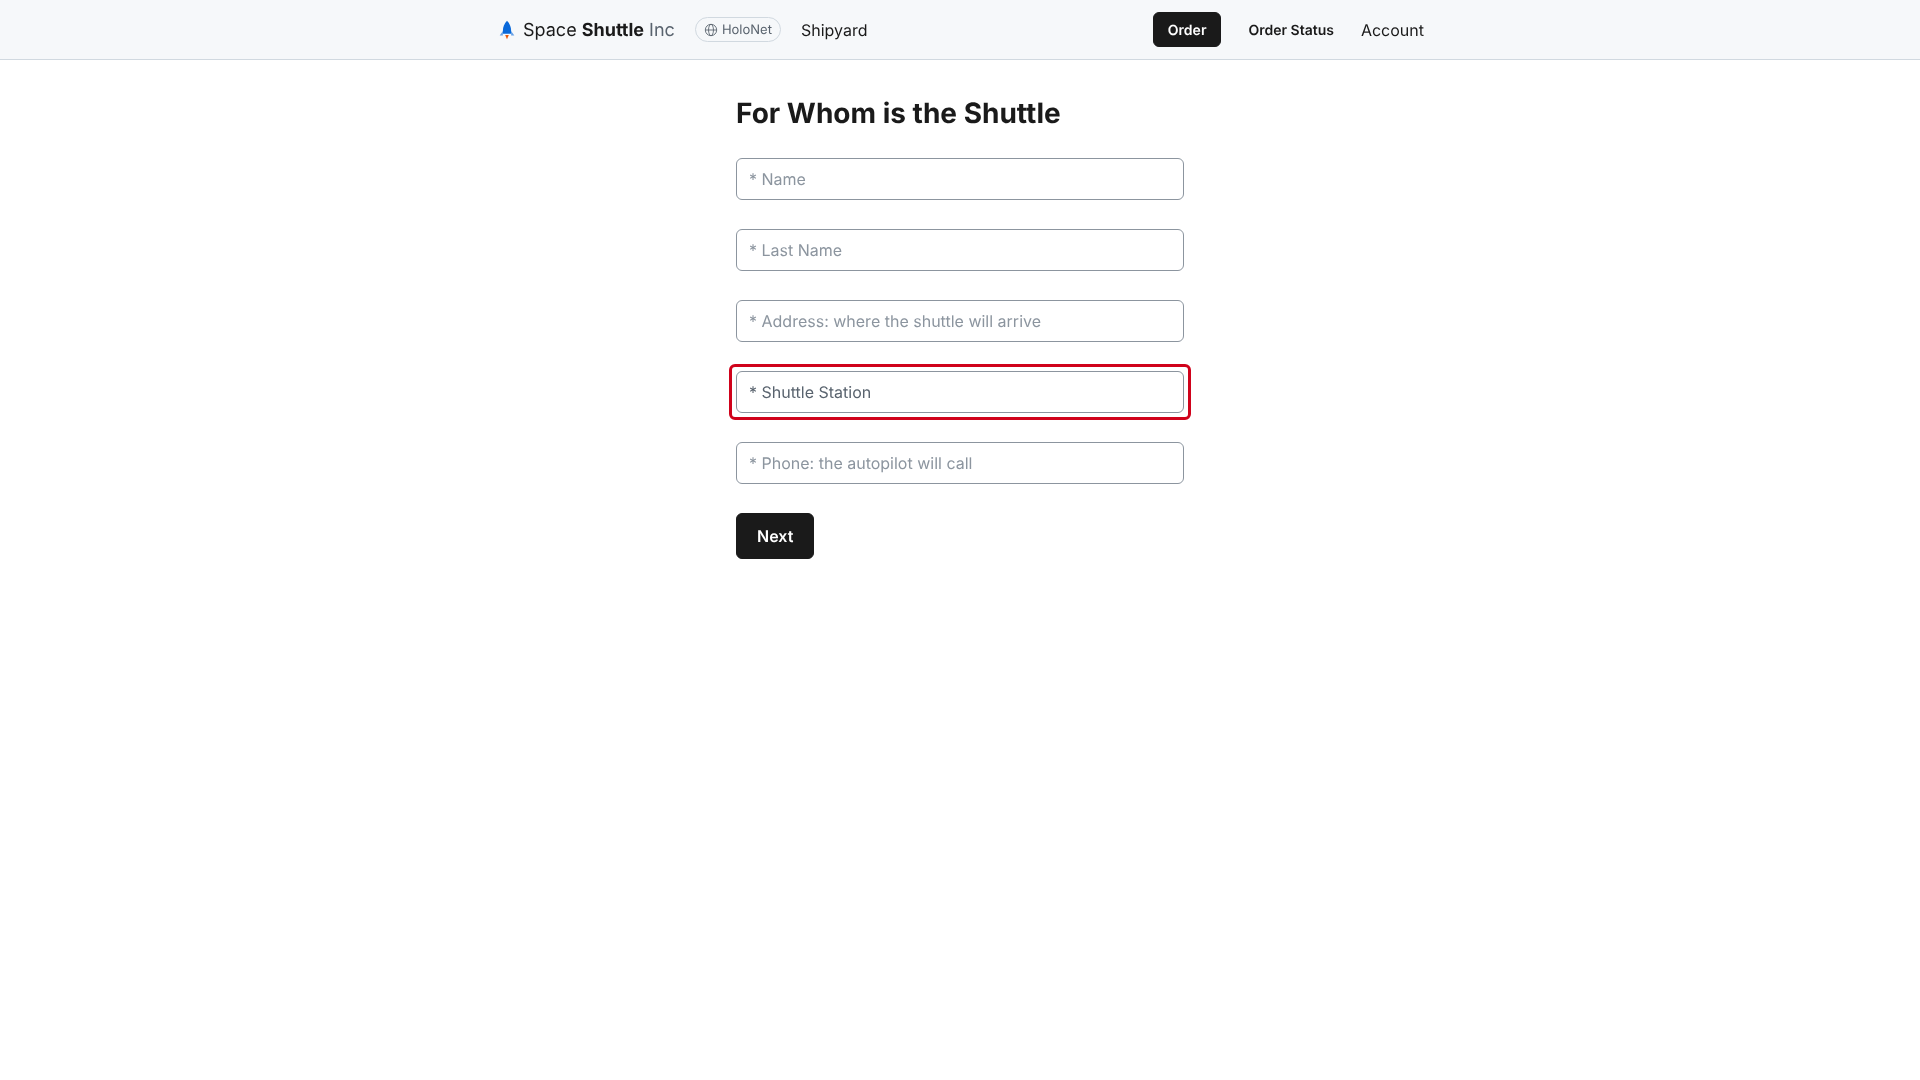 Space Shuttle Inc HoloNet Shipyard Order Order Status Account
For Whom is the Shuttle
* Name
* Last Name
* Address: where the shuttle will arrive
* Shuttle Station
* Phone: the autopilot will call
Next